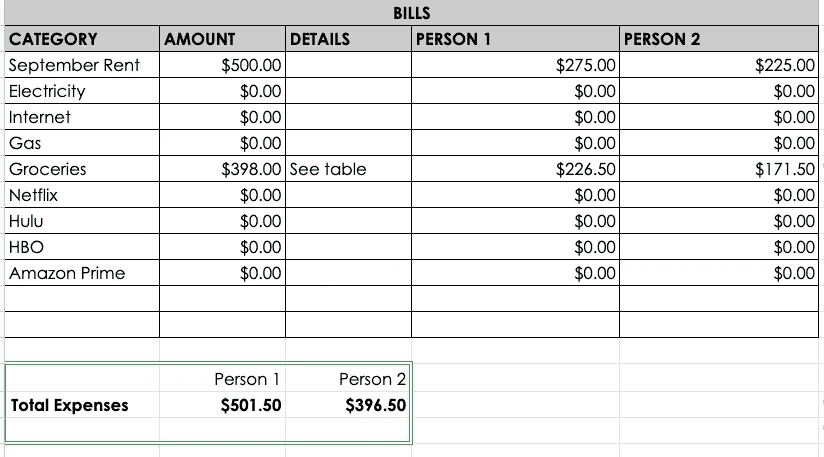 BILLS
CATEGORY AMOUNT DETAILS PERSON 1 PERSON 2
September Rent $500.00 $275.00 $225.00
Electricity $0.00 $0.00 $0.00
Internet $0.00 $0.00 $0.00
Gas $0.00 $0.00 $0.00
Groceries $398.00 See table $226.50 $171.50
Netflix $0.00 $0.00 $0.00
Hulu $0.00 $0.00 $0.00
HBO $0.00 $0.00 $0.00
Amazon Prime $0.00 $0.00 $0.00
Person 1 Person 2
Total Expenses $501.50 $396.50